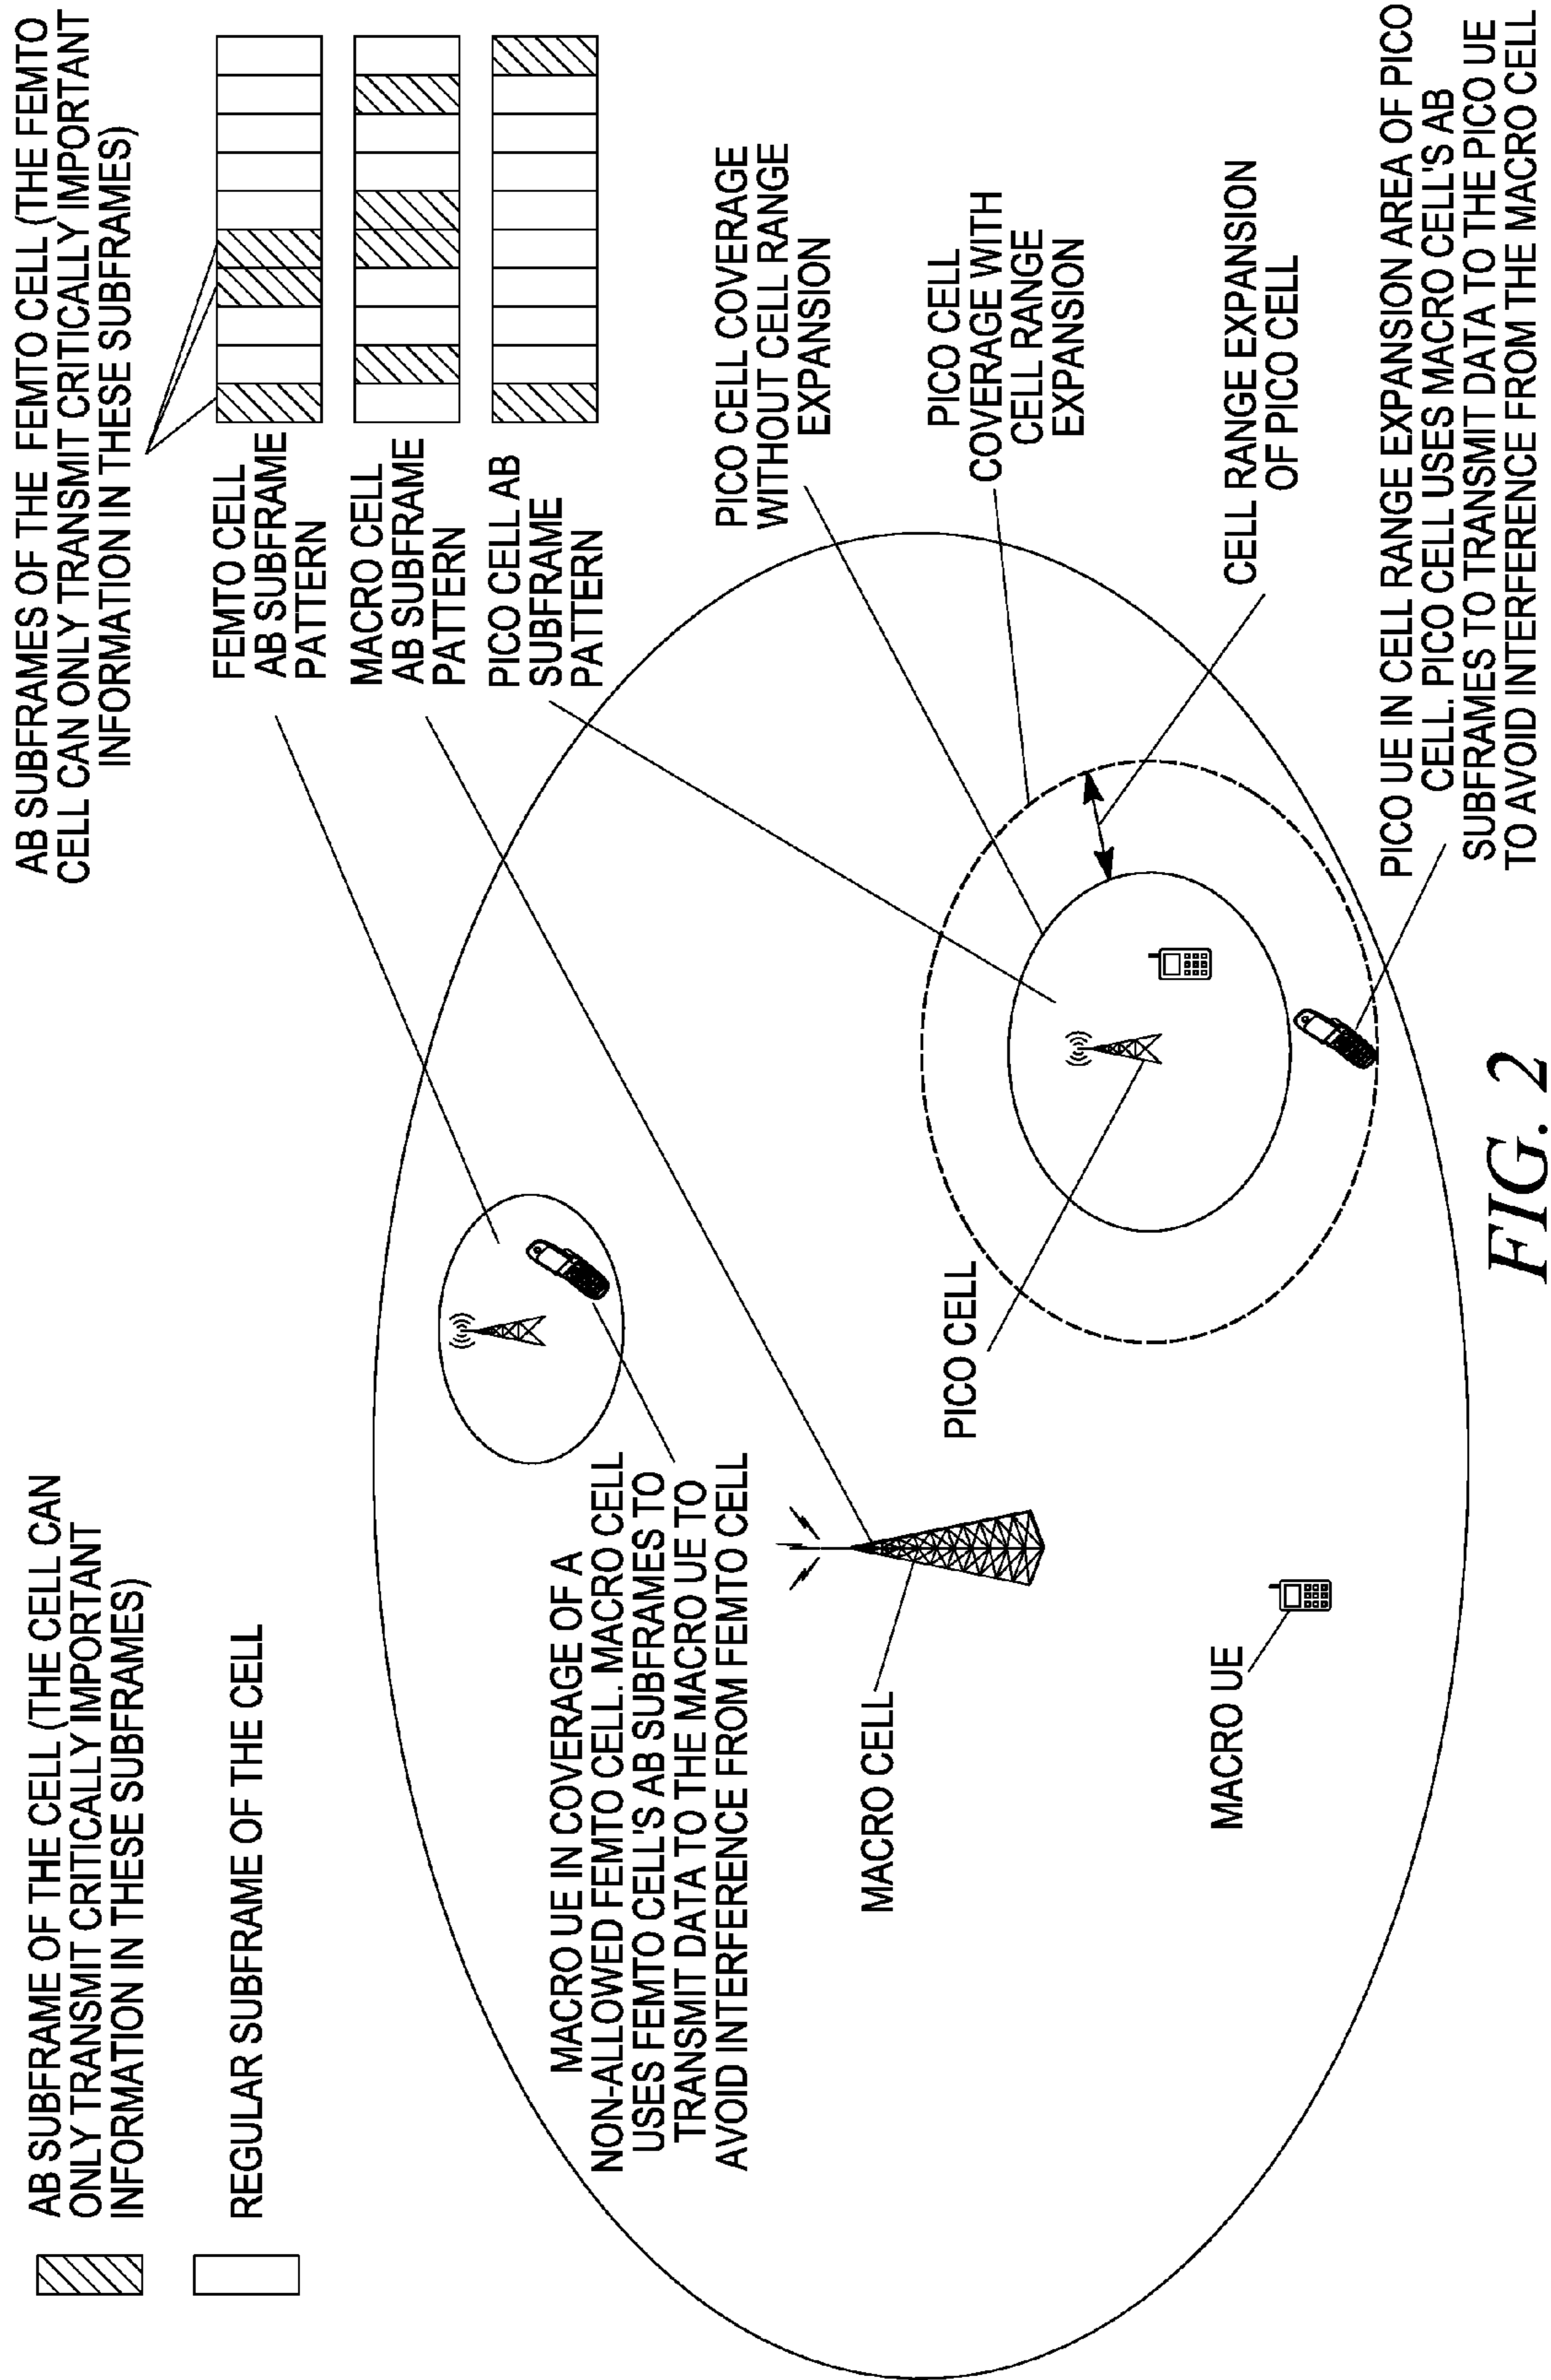 AB SUBFRAME OF THE CELL (THE CELL CAN
ONLY TRANSMIT CRITICALLY IMPORTANT
INFORMATION IN THESE SUBFRAMES)
REGULAR SUBFRAME OF THE CELL
AB SUBFRAMES OF THE FEMTO CELL (THE FEMTO
CELL CAN ONLY TRANSMIT CRITICALLY IMPORTANT
INFORMATION IN THESE SUBFRAMES)
FEMTO CELL
AB SUBFRAME
PATTERN
MACRO CELL
AB SUBFRAME
PATTERN
PICO CELL AB
SUBFRAME
PATTERN
MACRO UE IN COVERAGE OF A
NON-ALLOWED FEMTO CELL. MACRO CELL
USES FEMTO CELL'S AB SUBFRAMES TO
TRANSMIT DATA TO THE MACRO UE TO
AVOID INTERFERENCE FROM FEMTO CELL
PICO CELL COVERAGE
WITHOUT CELL RANGE
EXPANSION
MACRO CELL
PICO CELL
PICO CELL
COVERAGE WITH
CELL RANGE
EXPANSION
MACRO UE
CELL RANGE EXPANSION
OF PICO CELL
PICO UE IN CELL RANGE EXPANSION AREA OF PICO
CELL. PICO CELL USES MACRO CELL'S AB
SUBFRAMES TO TRANSMIT DATA TO THE PICO UE
TO AVOID INTERFERENCE FROM THE MACRO CELL
FIG. 2